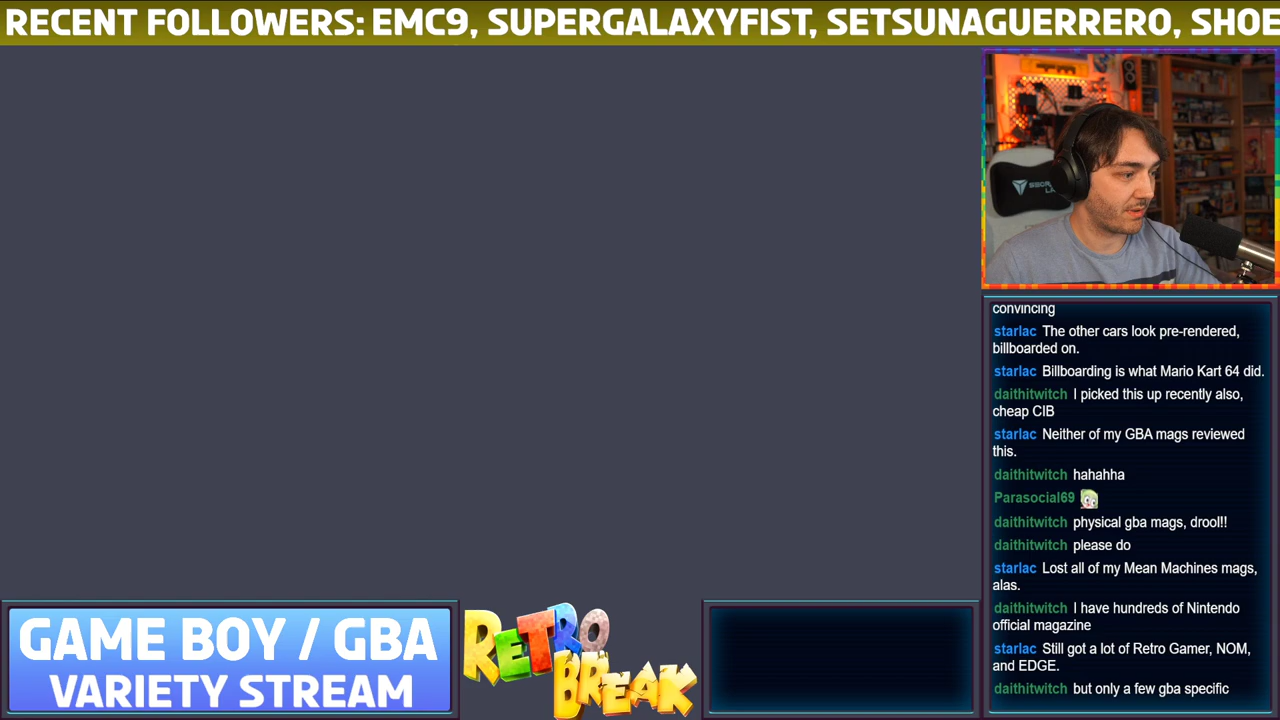 RECENT FOLLOWERS: EMC9, SUPERGALAXYFIST, SETSUNAGUERRERO, SHOE
convincing
starlac The other cars look pre-rendered,
billboarded on.
starlac Billboarding is what Mario Kart 64 did.
daithitwitch I picked this up recently also,
cheap CIB
starlac Neither of my GBA mags reviewed
this.
daithitwitch hahahha
Parasocial69
daithitwitch physical gba mags, drool!!
daithitwitch please do
starlac Lost all of my Mean Machines mags,
alas.
daithitwitch I have hundreds of Nintendo
official magazine
starlac Still got a lot of Retro Gamer, NOM,
and EDGE.
daithitwitch but only a few gba specific
GAME BOY / GBA
VARIETY STREAM
RETRO
BREAK